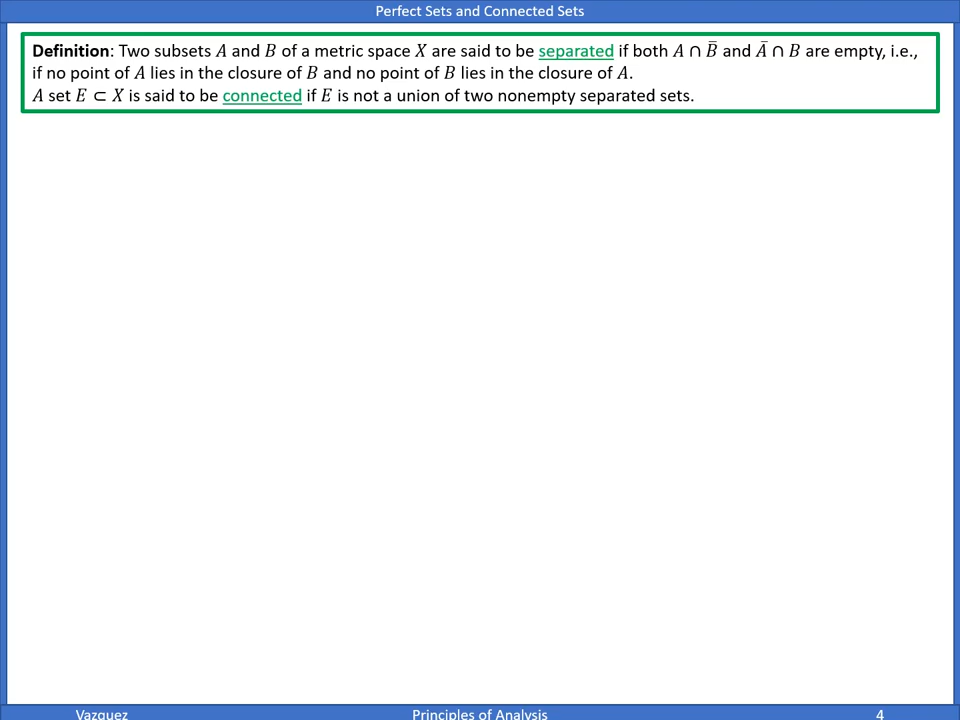 Perfect Sets and Connected Sets
Definition: Two subsets A and B of a metric space X are said to be separated if both A ∩ B̄ and Ā ∩ B are empty, i.e.,
if no point of A lies in the closure of B and no point of B lies in the closure of A.
A set E ⊂ X is said to be connected if E is not a union of two nonempty separated sets.
Vazquez
Principles of Analysis
4